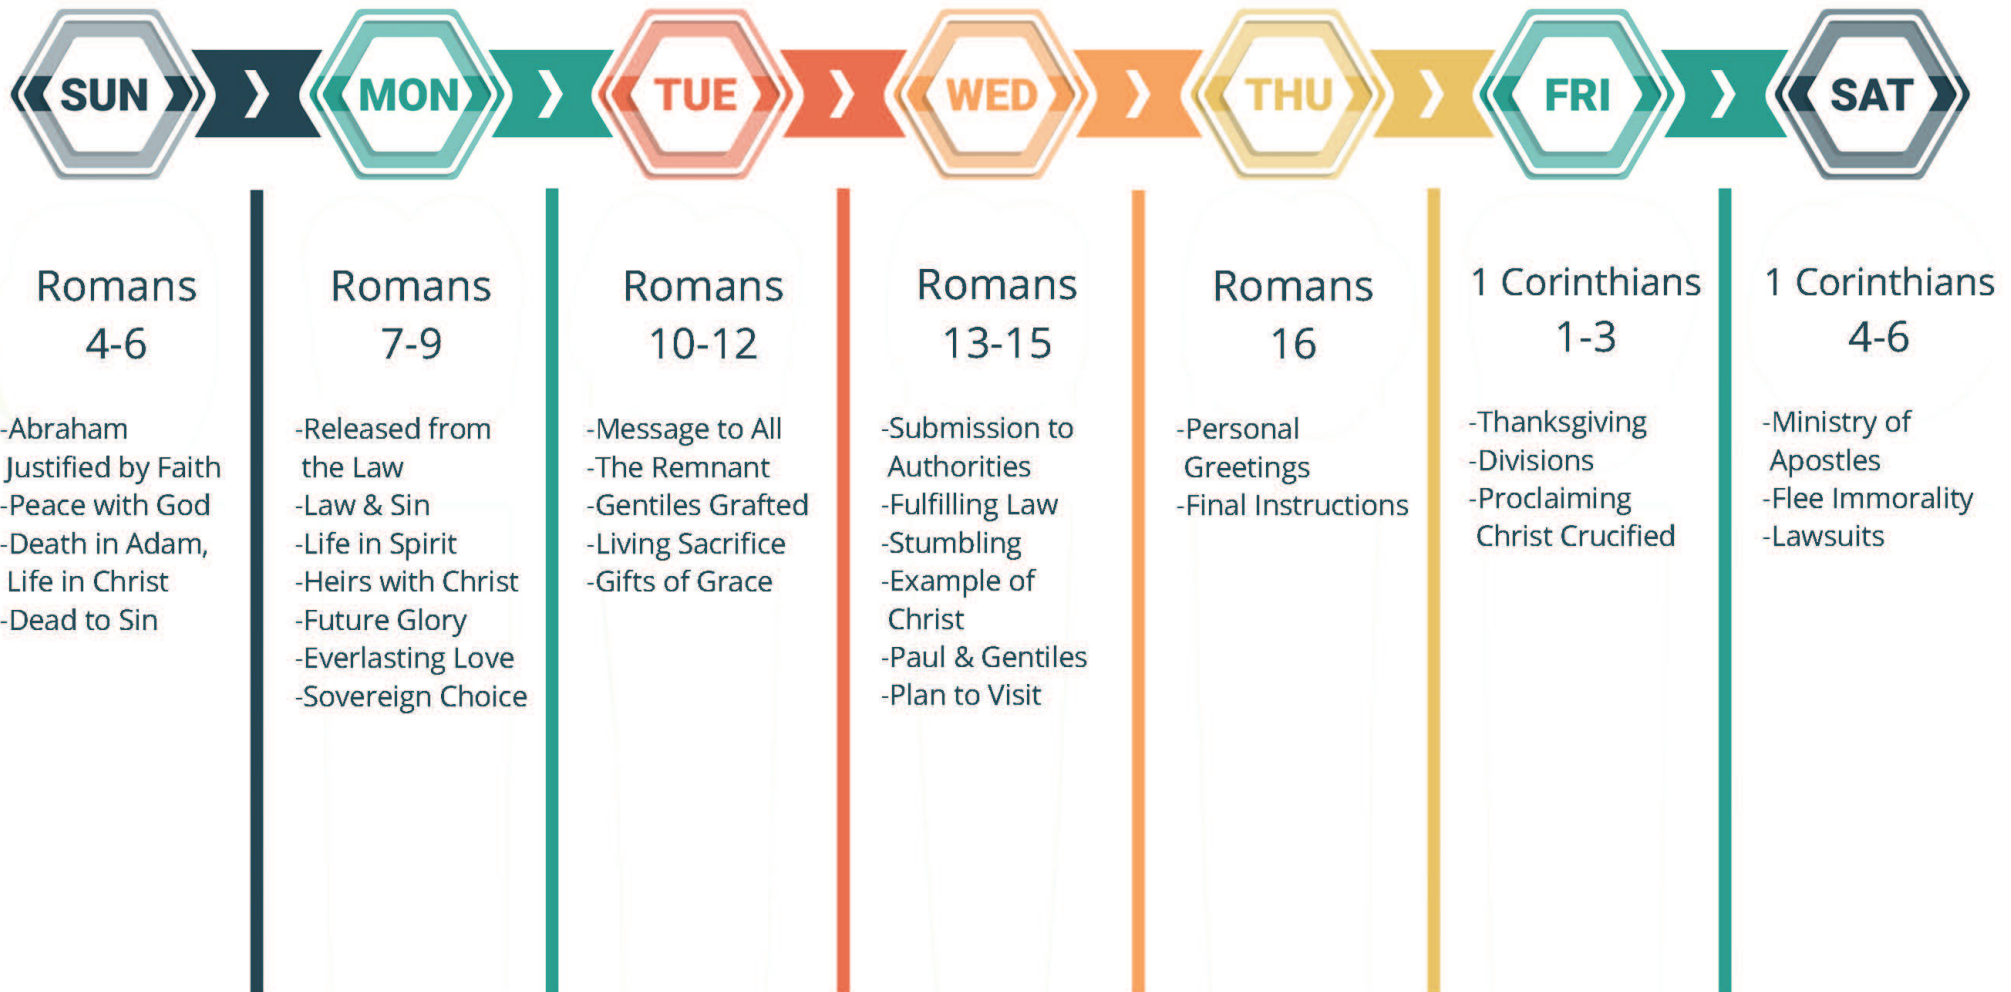 SUN
MON
TUE
WED
THU
FRI
SAT
Romans
4-6
-Abraham
Justified by Faith
-Peace with God
-Death in Adam,
Life in Christ
-Dead to Sin
Romans
7-9
-Released from
the Law
-Law & Sin
-Life in Spirit
-Heirs with Christ
-Future Glory
-Everlasting Love
-Sovereign Choice
Romans
10-12
-Message to All
-The Remnant
-Gentiles Grafted
-Living Sacrifice
-Gifts of Grace
Romans
13-15
-Submission to
Authorities
-Fulfilling Law
-Stumbling
-Example of
Christ
-Paul & Gentiles
-Plan to Visit
Romans
16
-Personal
Greetings
-Final Instructions
1 Corinthians
1-3
-Thanksgiving
-Divisions
-Proclaiming
Christ Crucified
1 Corinthians
4-6
-Ministry of
Apostles
-Flee Immorality
-Lawsuits